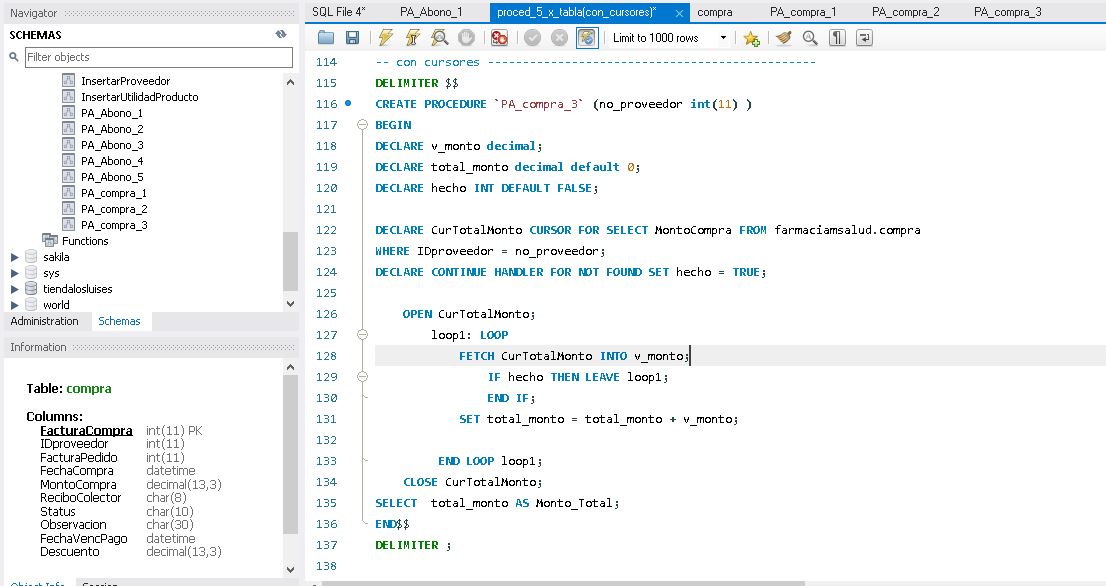 Navigator
SCHEMAS
Filter objects
InsertarProveedor
InsertarUtilidadProducto
PA_Abono_1
PA_Abono_2
PA_Abono_3
PA_Abono_4
PA_Abono_5
PA_compra_1
PA_compra_2
PA_compra_3
Functions
sakila
sys
tiendalosluises
world
Administration Schemas
Information
Table: compra
Columns:
FacturaCompra int(11) PK
IDproveedor int(11)
FacturaPedido int(11)
FechaCompra datetime
MontoCompra decimal(13,3)
ReciboColector char(8)
Status char(10)
Observacion char(30)
FechaVencPago datetime
Descuento decimal(13,3)
Object Info Session
SQL File 4* PA_Abono_1 proced_5_x_tabla(con_cursores)* × compra PA_compra_1 PA_compra_2 PA_compra_3
Limit to 1000 rows
114 -- con cursores -----------------------------------------------
115 DELIMITER $$
116 CREATE PROCEDURE `PA_compra_3` (no_proveedor int(11) )
117 BEGIN
118 DECLARE v_monto decimal;
119 DECLARE total_monto decimal default 0;
120 DECLARE hecho INT DEFAULT FALSE;
121
122 DECLARE CurTotalMonto CURSOR FOR SELECT MontoCompra FROM farmaciamsalud.compra
123 WHERE IDproveedor = no_proveedor;
124 DECLARE CONTINUE HANDLER FOR NOT FOUND SET hecho = TRUE;
125
126 OPEN CurTotalMonto;
127 loop1: LOOP
128 FETCH CurTotalMonto INTO v_monto;
129 IF hecho THEN LEAVE loop1;
130 END IF;
131 SET total_monto = total_monto + v_monto;
132
133 END LOOP loop1;
134 CLOSE CurTotalMonto;
135 SELECT  total_monto AS Monto_Total;
136 END$$
137 DELIMITER ;
138